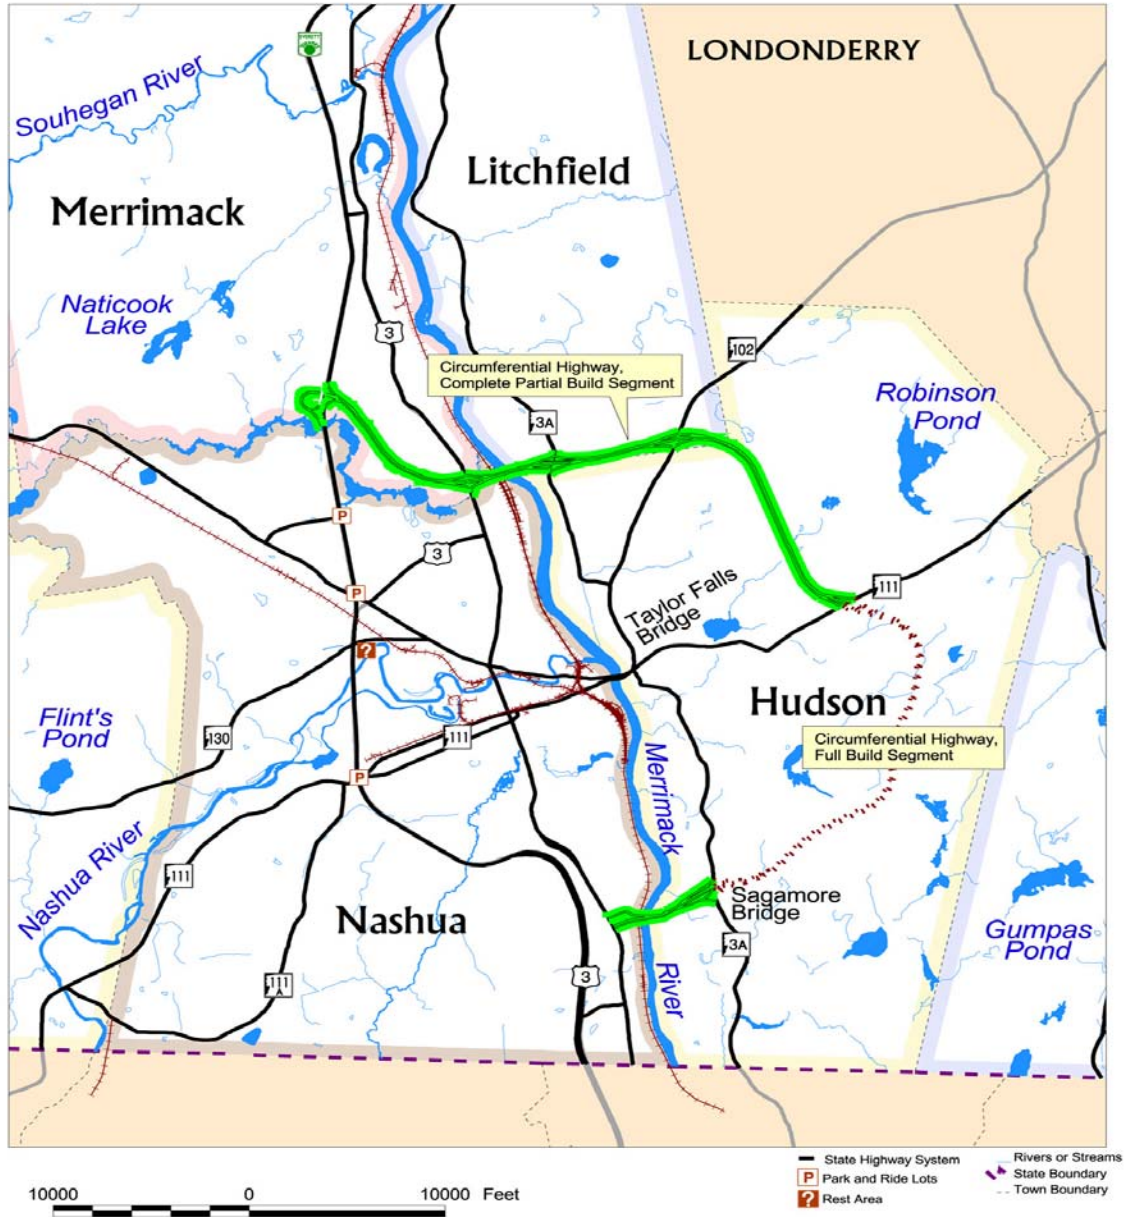 EVERETT
LONDONDERRY
Souhegan River
Litchfield
Merrimack
Naticook
Lake
3
102
Circumferential Highway,
Complete Partial Build Segment
Robinson
Pond
3A
P
3
Taylor Falls
Bridge
111
P
?
Hudson
Flint's
Pond
130
111
Circumferential Highway,
Full Build Segment
P
Merrimack
River
Nashua River
111
Sagamore
Bridge
Nashua
3A
Gumpas
Pond
3
111
A
State Highway System
P Park and Ride Lots
? Rest Area
Rivers or Streams
State Boundary
Town Boundary
10000 0 10000 Feet